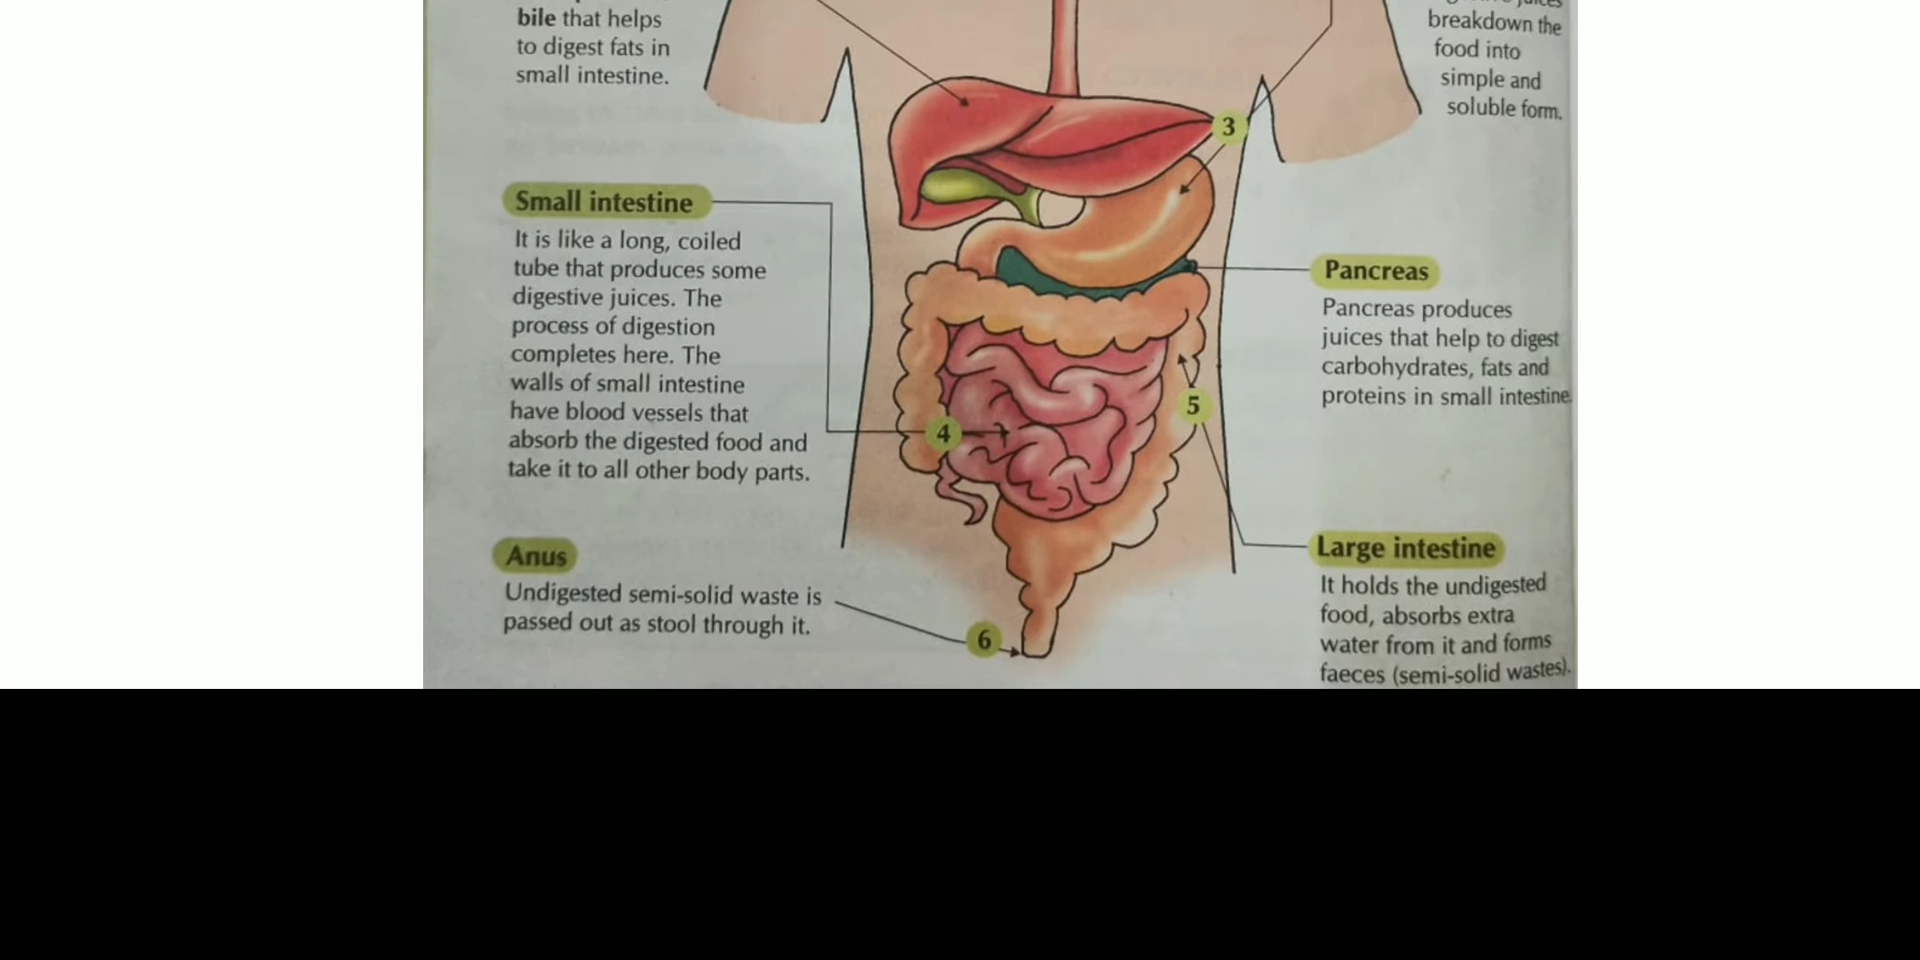 bile that helps
to digest fats in
small intestine.
breakdown the
food into
simple and
soluble form.
3
Small intestine
It is like a long, coiled
tube that produces some
digestive juices. The
process of digestion
completes here. The
walls of small intestine
have blood vessels that
absorb the digested food and
take it to all other body parts.
Pancreas
Pancreas produces
juices that help to digest
carbohydrates, fats and
proteins in small intestine.
5
4
Anus
Undigested semi-solid waste is
passed out as stool through it.
6
Large intestine
It holds the undigested
food, absorbs extra
water from it and forms
faeces (semi-solid wastes).